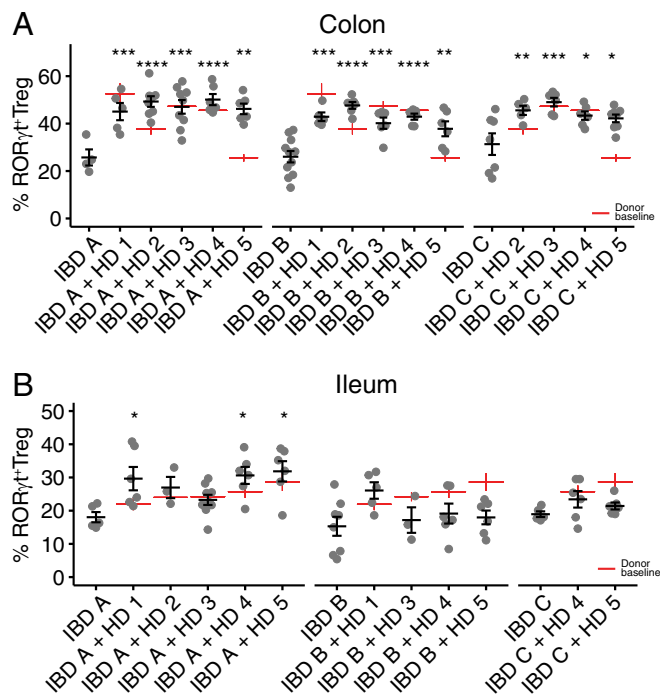 A
Colon
*** **** *** **** ** *** **** *** **** ** ** *** * *
% RORγt⁺Treg
60
40
20
0
Donor
baseline
IBD A
IBD A + HD 1
IBD A + HD 2
IBD A + HD 3
IBD A + HD 4
IBD A + HD 5
IBD B
IBD B + HD 1
IBD B + HD 2
IBD B + HD 3
IBD B + HD 4
IBD B + HD 5
IBD C
IBD C + HD 2
IBD C + HD 3
IBD C + HD 4
IBD C + HD 5
B
Ileum
* * *
% RORγt⁺Treg
50
40
30
20
10
0
Donor
baseline
IBD A
IBD A + HD 1
IBD A + HD 2
IBD A + HD 3
IBD A + HD 4
IBD A + HD 5
IBD B
IBD B + HD 1
IBD B + HD 3
IBD B + HD 4
IBD B + HD 5
IBD C
IBD C + HD 4
IBD C + HD 5